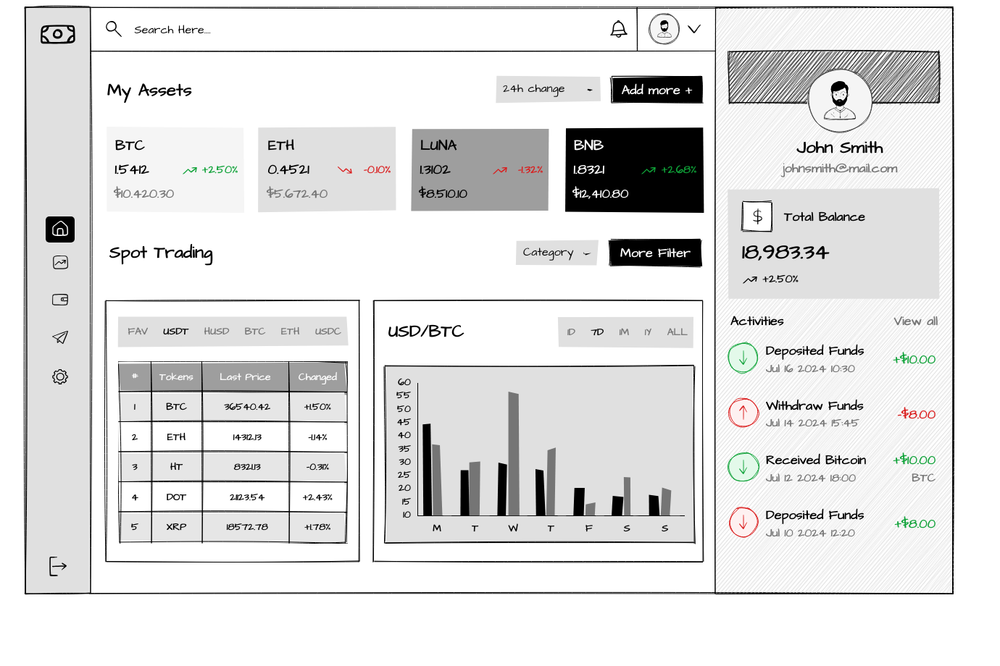 Search Here....
My Assets
24h change
Add more +
BTC
1.5412
+2.50%
$10.420.30
ETH
0.4521
-0.10%
$5.672.40
LUNA
1.3102
-1.32%
$8.510.10
BNB
1.8321
+2.68%
$12,410.80
Spot Trading
Category
More Filter
FAV USDT HUSD BTC ETH USDC
# Tokens Last Price Changed
1 BTC 36540.42 +1.50%
2 ETH 14312.13 -1.14%
3 HT 832.1.13 -0.31%
4 DOT 2112.3.54 +2.43%
5 XRP 18572.78 +1.78%
USD/BTC
1D 7D 1M 1Y ALL
60
55
50
45
40
35
30
25
20
15
10
M T W T F S S
John Smith
johnsmith@mail.com
$
Total Balance
18,983.34
+2.50%
Activities
View all
Deposited Funds
Jul 16 2024 10:30
+$10.00
Withdraw Funds
Jul 14 2024 15:45
-$8.00
Received Bitcoin
Jul 12 2024 18:00
+$10.00
BTC
Deposited Funds
Jul 10 2024 12:20
+$8.00